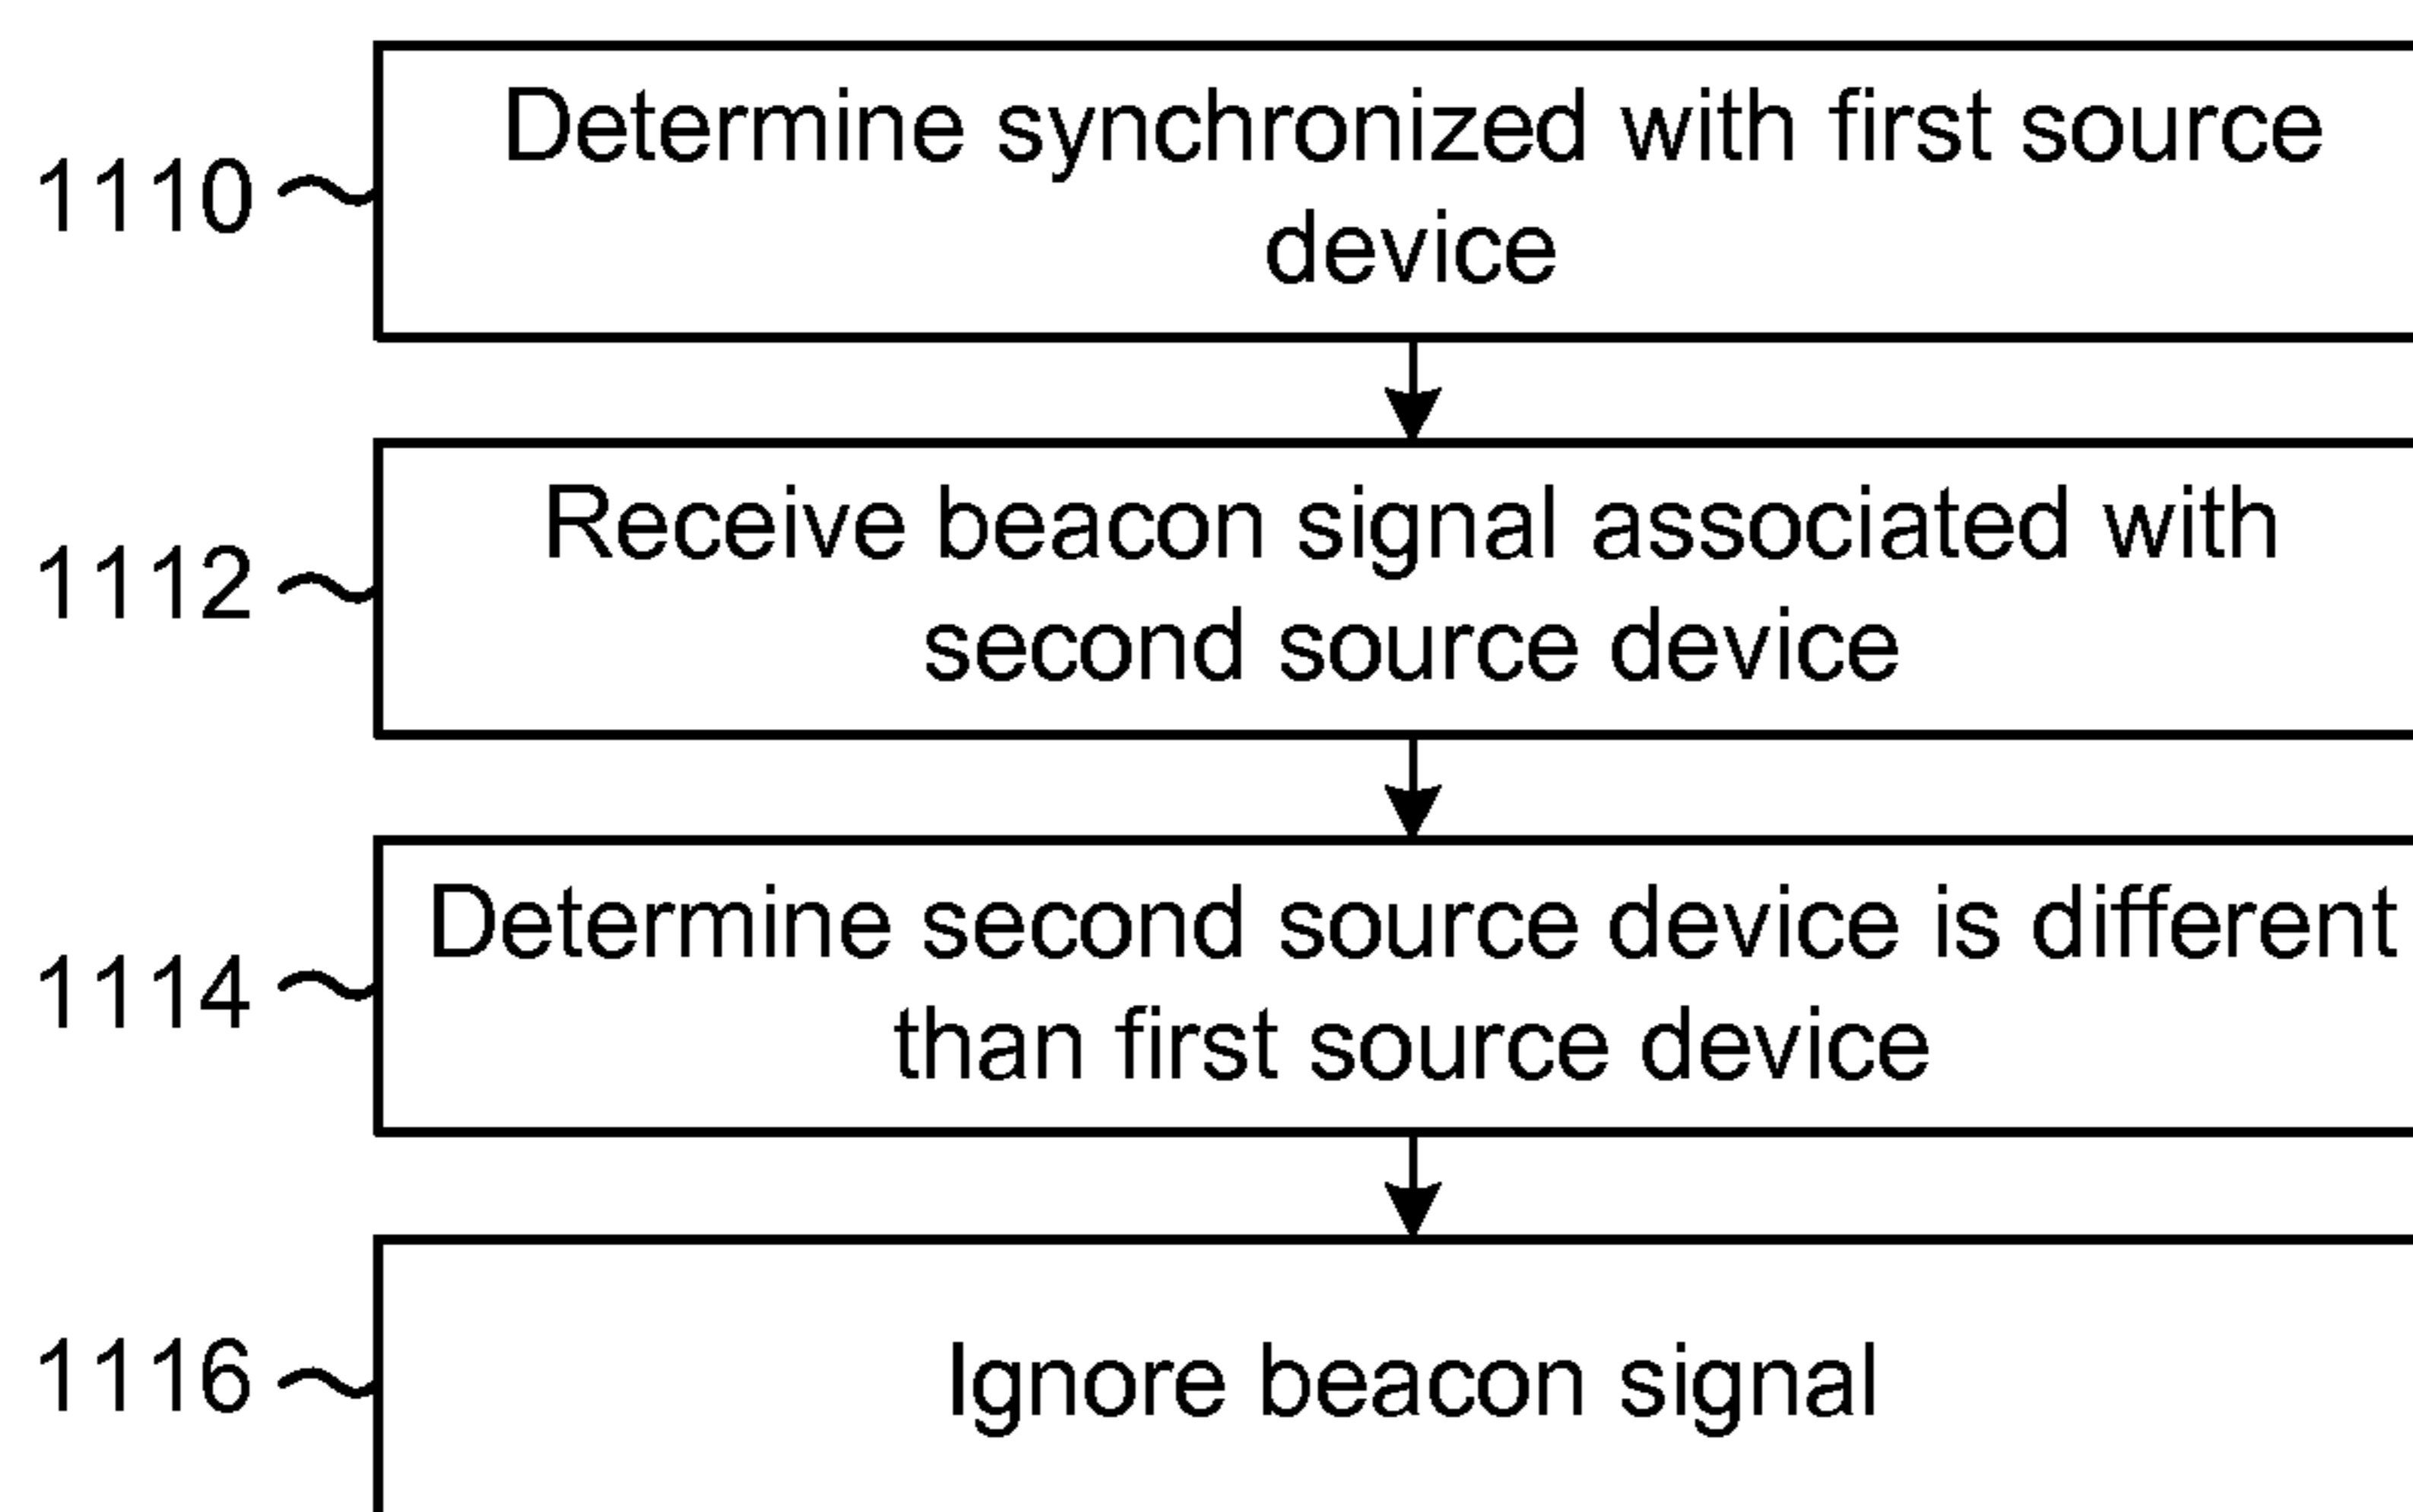 1110
Determine synchronized with first source
device
1112
Receive beacon signal associated with
second source device
1114
Determine second source device is different
than first source device
1116
Ignore beacon signal